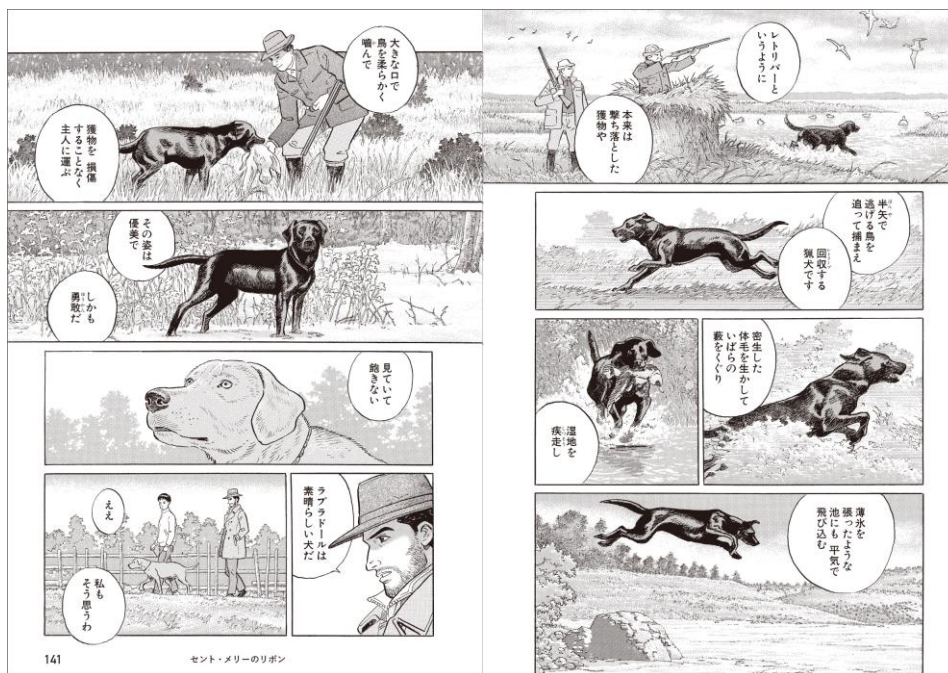 レトリバーと
いうように
本来は
撃ち落とした
獲物や
半矢で
逃げる鳥を
追って捕まえ
回収する
猟犬です
密生した
体毛を生かして
いばらの
藪をくぐり
湿地を
疾走し
薄氷を
張ったような
池にも 平気で
飛び込む
大きな口で
鳥を柔らかく
嚙んで
獲物を 損傷
することなく
主人に運ぶ
その姿は
優美で
しかも
勇敢だ
見ていて
飽きない
ラブラドールは
素晴らしい犬だ
ええ
私も
そう思うわ
141
セント・メリーのリボン